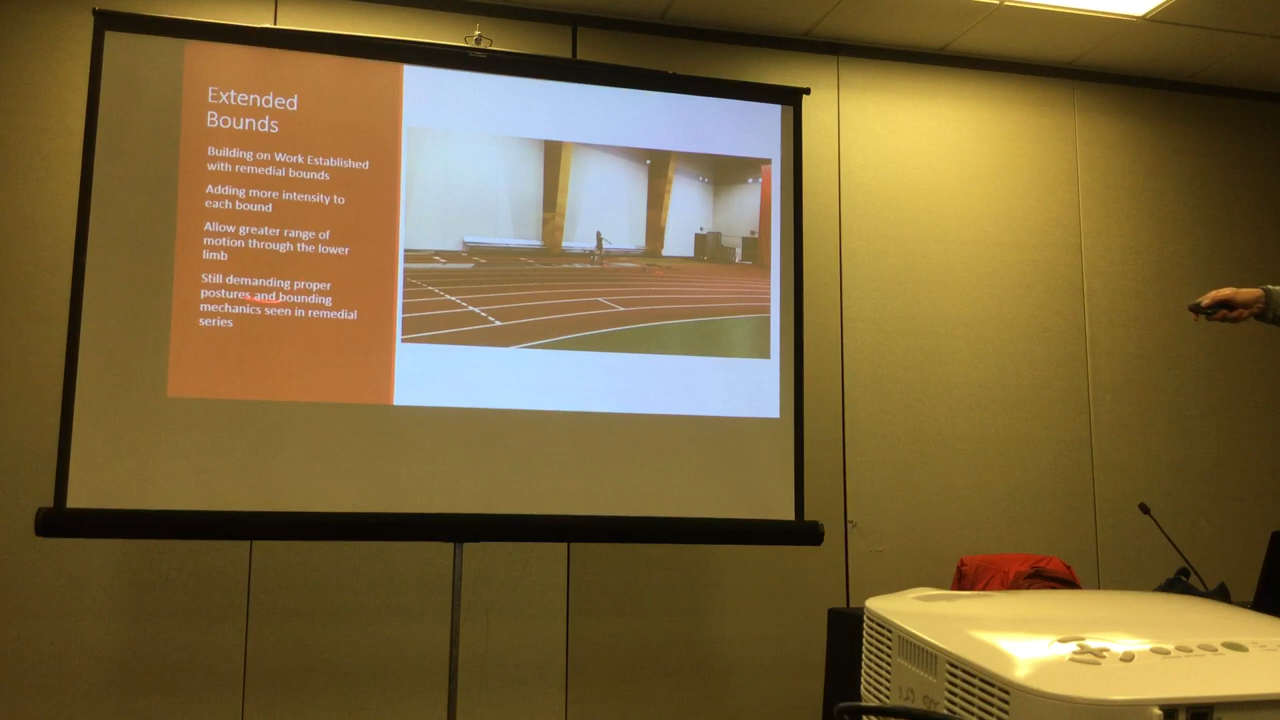 Extended
Bounds
Building on Work Established
with remedial bounds
Adding more intensity to
each bound
Allow greater range of
motion through the lower
limb
Still demanding proper
postures and bounding
mechanics seen in remedial
series